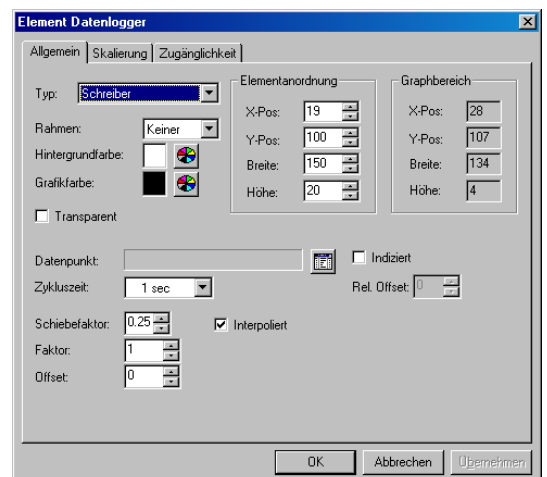 Element Datenlogger
Allgemein Skalierung Zugänglichkeit
Typ: Schreiber
Rahmen: Keiner
Hintergrundfarbe:
Grafikfarbe:
Transparent
Elementanordnung
X-Pos: 19
Y-Pos: 100
Breite: 150
Höhe: 20
Graphbereich
X-Pos: 28
Y-Pos: 107
Breite: 134
Höhe: 4
Datenpunkt:
Indiziert
Zykluszeit: 1 sec
Rel. Offset: 0
Schiebefaktor: 0.25
Interpoliert
Faktor: 1
Offset: 0
OK Abbrechen Übernehmen